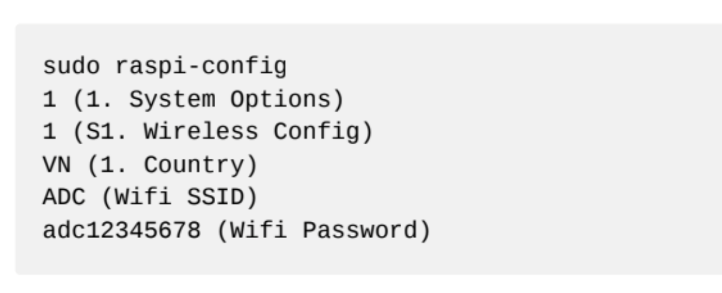 sudo raspi-config
1 (1. System Options)
1 (S1. Wireless Config)
VN (1. Country)
ADC (Wifi SSID)
adc12345678 (Wifi Password)